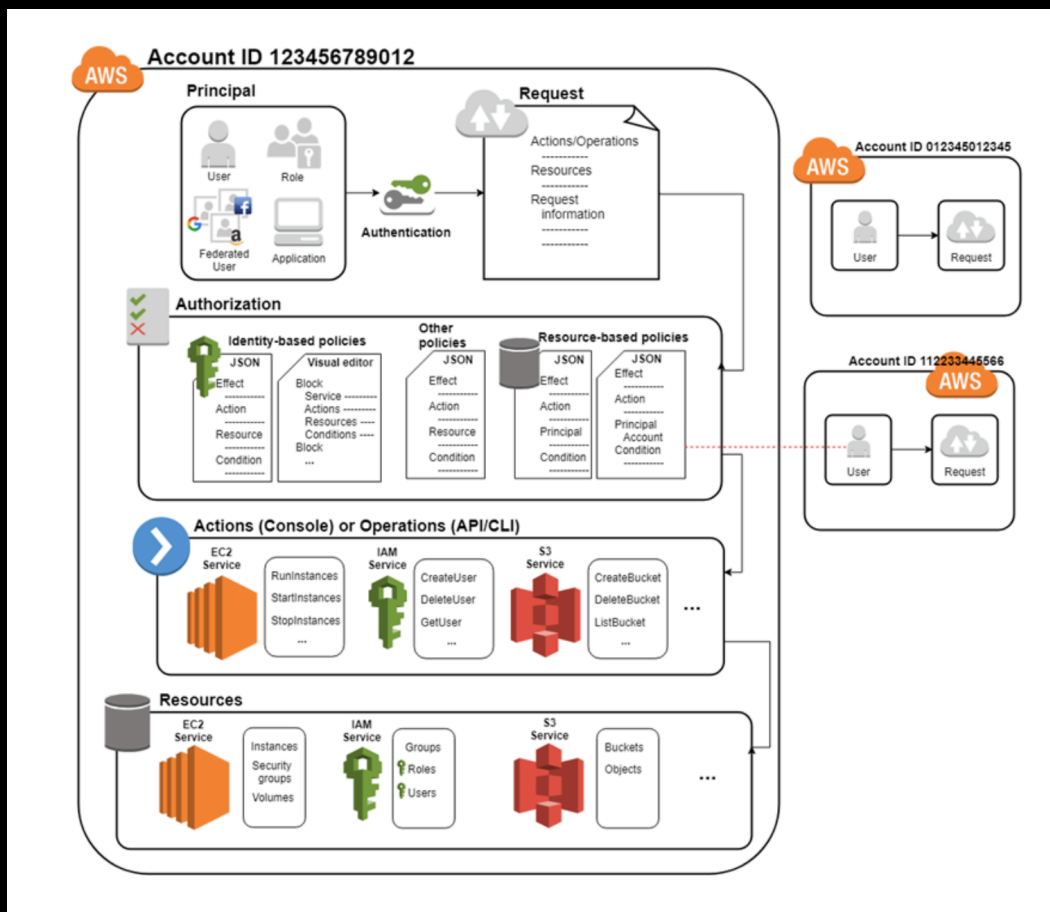 Account ID 123456789012
AWS
Principal
Request
User
Role
Federated
User
Application
Authentication
Actions/Operations
-----------
Resources
-----------
Request
information
-----------
-----------
Account ID 012345012345
AWS
User
Request
Authorization
Identity-based policies
JSON
Effect
-----------
Action
-----------
Resource
-----------
Condition
-----------
Visual editor
Block
Service ---------
Actions ---------
Resources ----
Conditions ----
Block
...
Other
policies
JSON
Effect
-----------
Action
-----------
Resource
-----------
Condition
-----------
Resource-based policies
JSON
Effect
-----------
Action
-----------
Principal
-----------
Condition
-----------
JSON
Effect
-----------
Action
-----------
Principal
Account
Condition
-----------
Account ID 112233445566
AWS
User
Request
Actions (Console) or Operations (API/CLI)
EC2
Service
RunInstances
StartInstances
StopInstances
...
IAM
Service
CreateUser
DeleteUser
GetUser
...
S3
Service
CreateBucket
DeleteBucket
ListBucket
...
...
Resources
EC2
Service
Instances
Security
groups
Volumes
IAM
Service
Groups
Roles
Users
S3
Service
Buckets
Objects
...